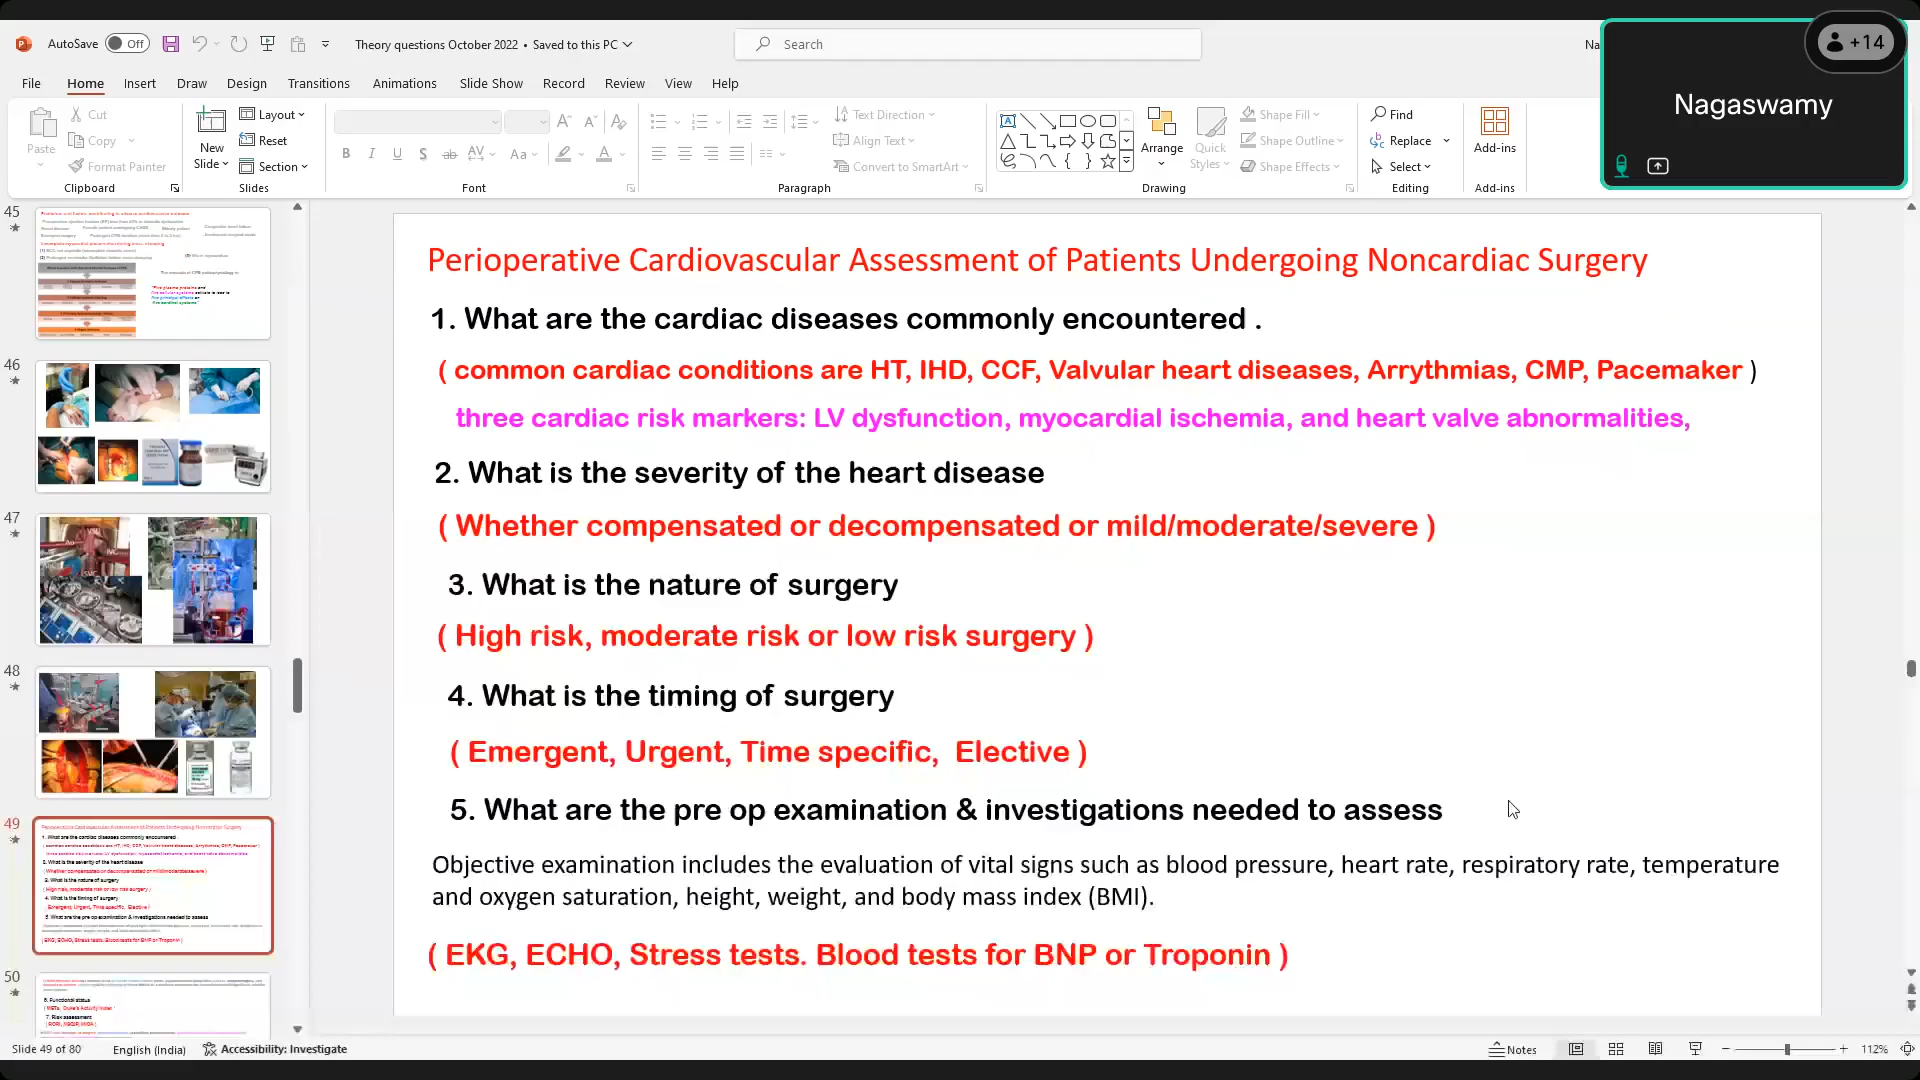 AutoSave Off
Theory questions October 2022 • Saved to this PC
Search
Na
+14
Nagaswamy
File Home Insert Draw Design Transitions Animations Slide Show Record Review View Help
Paste
Cut
Copy
Format Painter
Clipboard
New Slide
Layout
Reset
Section
Slides
Font
Text Direction
Align Text
Convert to SmartArt
Paragraph
Arrange
Quick Styles
Shape Fill
Shape Outline
Shape Effects
Drawing
Find
Replace
Select
Editing
Add-ins
Add-ins
45
46
47
48
49
50
Perioperative Cardiovascular Assessment of Patients Undergoing Noncardiac Surgery
1. What are the cardiac diseases commonly encountered .
( common cardiac conditions are HT, IHD, CCF, Valvular heart diseases, Arrythmias, CMP, Pacemaker )
three cardiac risk markers: LV dysfunction, myocardial ischemia, and heart valve abnormalities,
2. What is the severity of the heart disease
( Whether compensated or decompensated or mild/moderate/severe )
3. What is the nature of surgery
( High risk, moderate risk or low risk surgery )
4. What is the timing of surgery
( Emergent, Urgent, Time specific, Elective )
5. What are the pre op examination & investigations needed to assess
Objective examination includes the evaluation of vital signs such as blood pressure, heart rate, respiratory rate, temperature
and oxygen saturation, height, weight, and body mass index (BMI).
( EKG, ECHO, Stress tests. Blood tests for BNP or Troponin )
Slide 49 of 80
English (India)
Accessibility: Investigate
Notes
112%